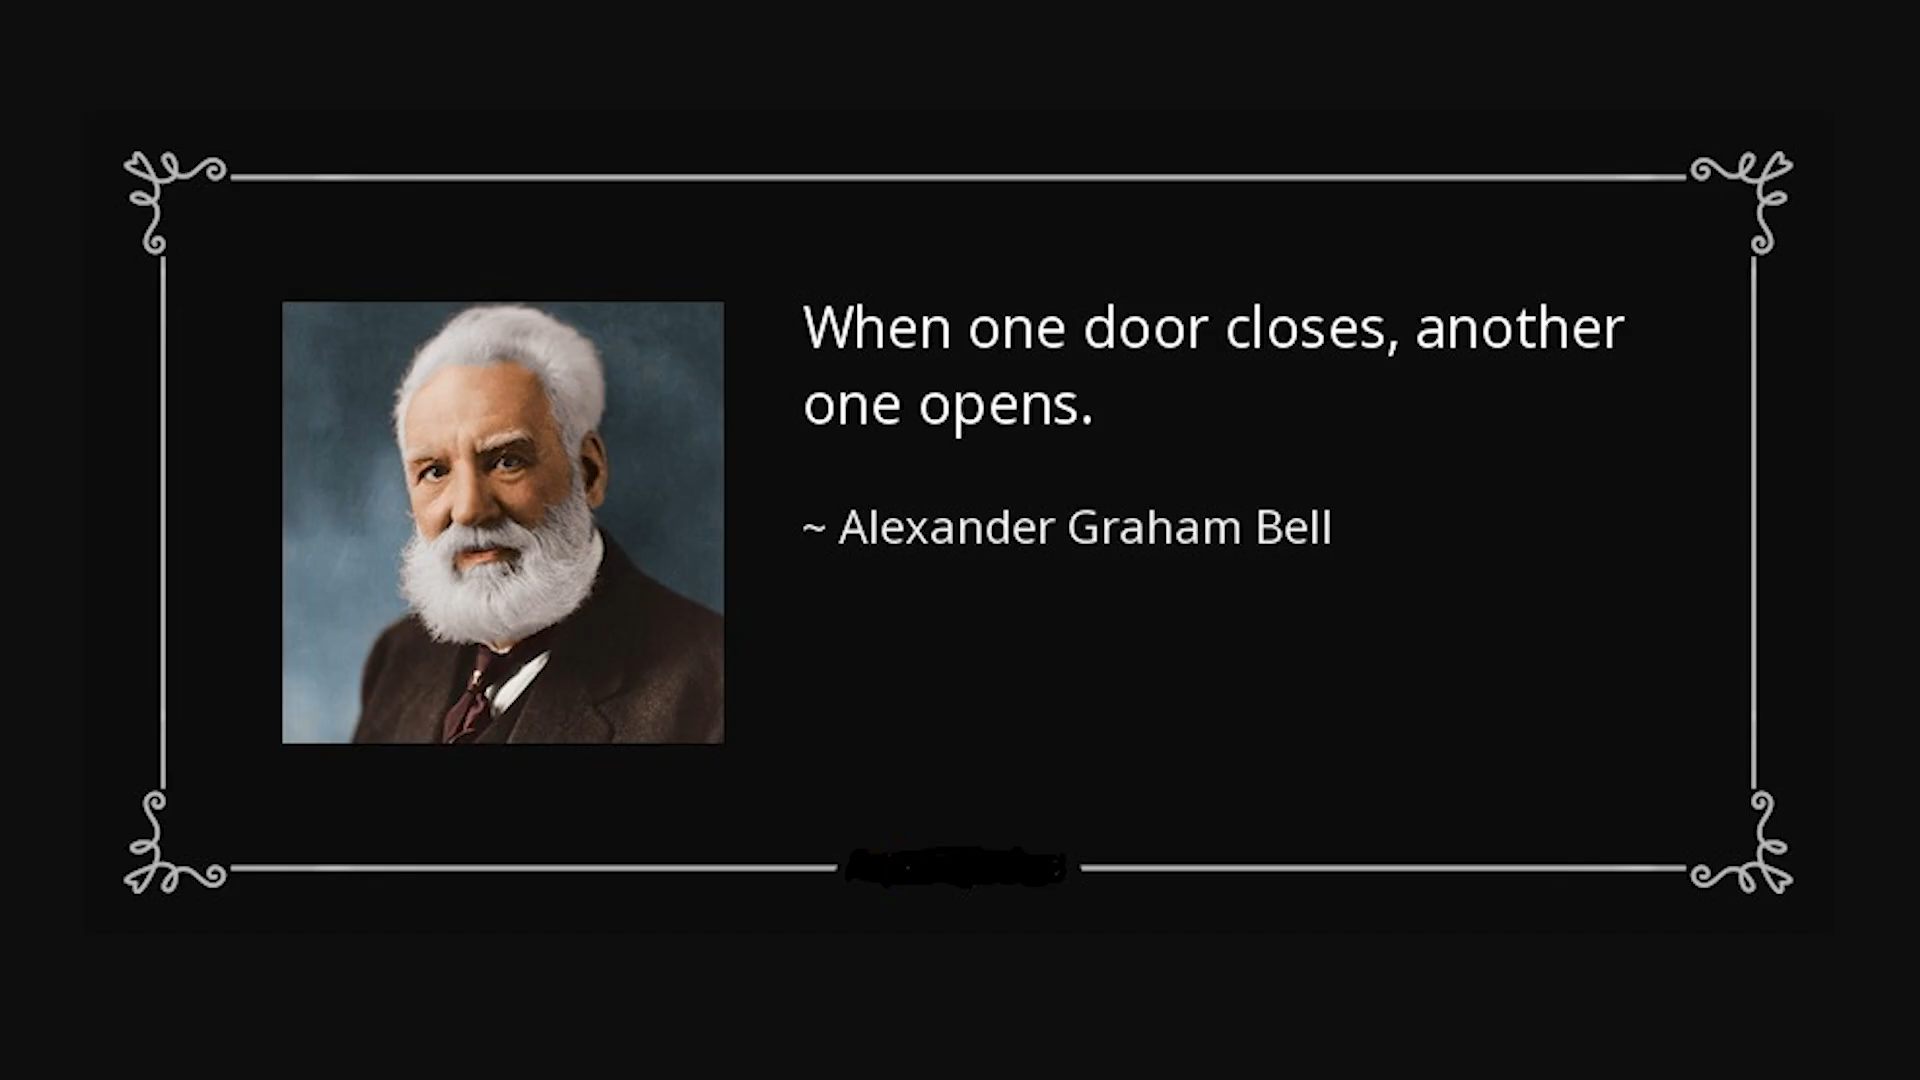 When one door closes, another
one opens.
~ Alexander Graham Bell